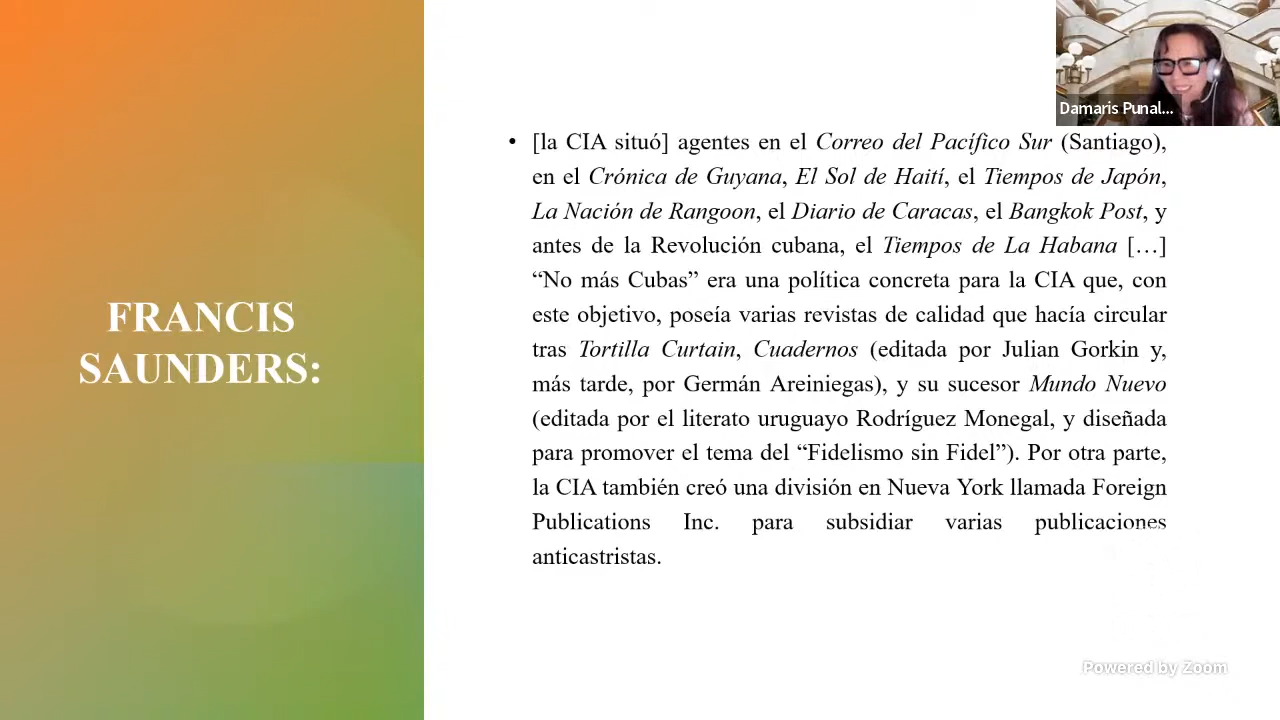 Damaris Punal...
FRANCIS
SAUNDERS:
• [la CIA situó] agentes en el Correo del Pacífico Sur (Santiago),
en el Crónica de Guyana, El Sol de Haití, el Tiempos de Japón,
La Nación de Rangoon, el Diario de Caracas, el Bangkok Post, y
antes de la Revolución cubana, el Tiempos de La Habana […]
“No más Cubas” era una política concreta para la CIA que, con
este objetivo, poseía varias revistas de calidad que hacía circular
tras Tortilla Curtain, Cuadernos (editada por Julian Gorkin y,
más tarde, por Germán Areiniegas), y su sucesor Mundo Nuevo
(editada por el literato uruguayo Rodríguez Monegal, y diseñada
para promover el tema del “Fidelismo sin Fidel”). Por otra parte,
la CIA también creó una división en Nueva York llamada Foreign
Publications Inc. para subsidiar varias publicaciones
anticastristas.
Powered by Zoom